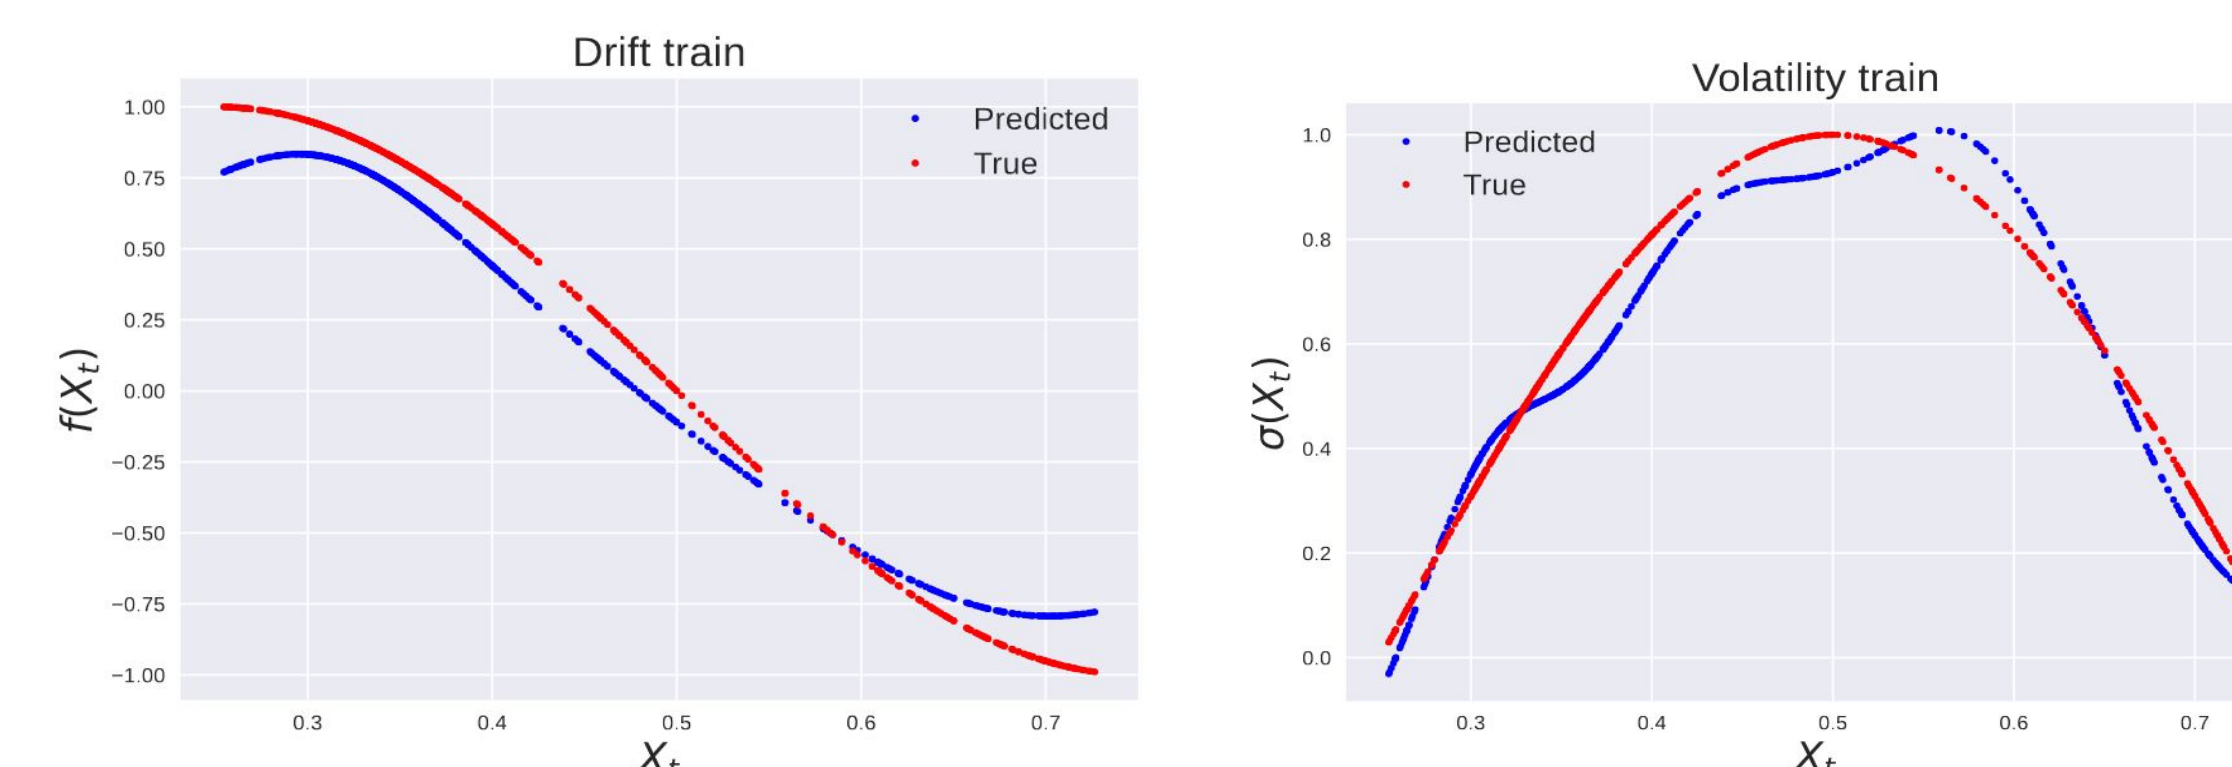 Drift train
1.00
0.75
0.50
0.25
0.00
−0.25
−0.50
−0.75
−1.00
f(X_t)
Predicted
True
0.3 0.4 0.5 0.6 0.7
X_t
Volatility train
1.0
0.8
0.6
0.4
0.2
0.0
σ(X_t)
Predicted
True
0.3 0.4 0.5 0.6 0.7
X_t